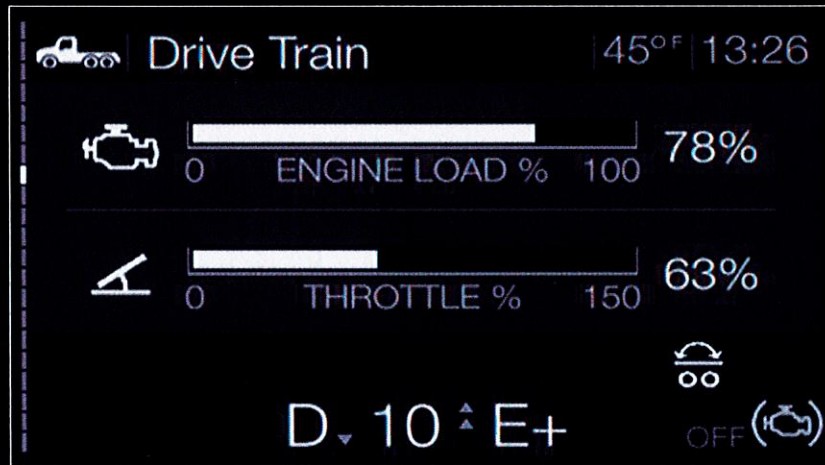 Drive Train 45°F 13:26
78%
0 ENGINE LOAD % 100
63%
0 THROTTLE % 150
D 10 E+
OFF